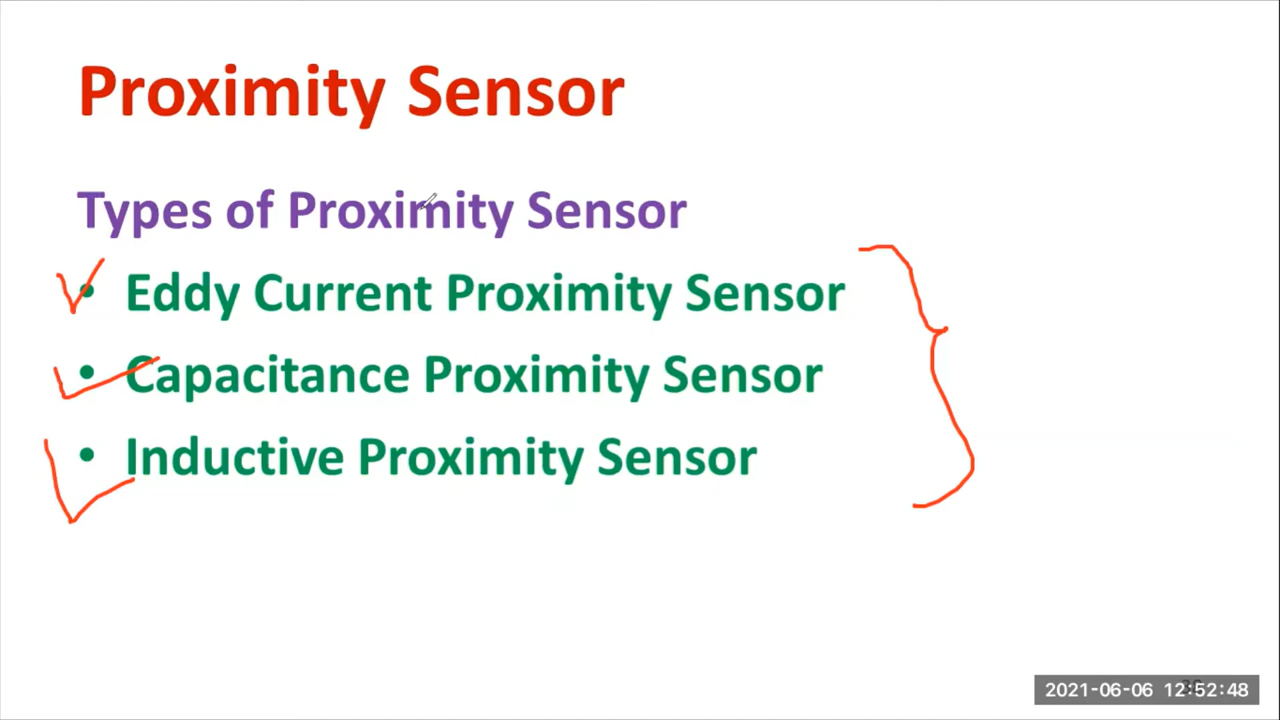 Proximity Sensor
Types of Proximity Sensor
• Eddy Current Proximity Sensor
• Capacitance Proximity Sensor
• Inductive Proximity Sensor
2021-06-06 12:52:48